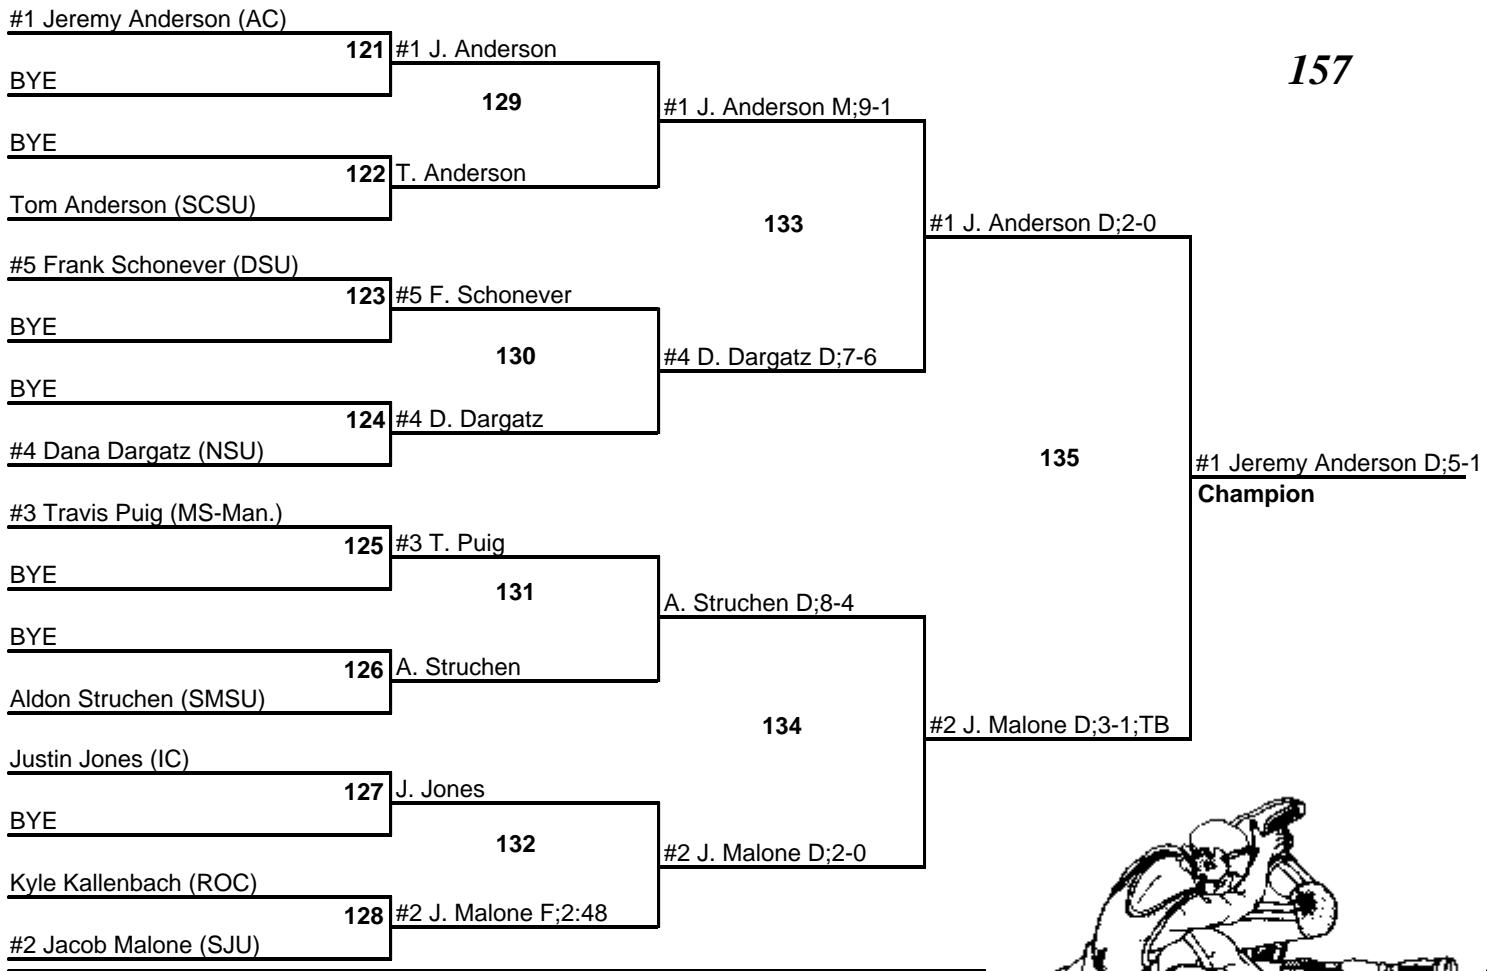 #1 Jeremy Anderson (AC)
121 #1 J. Anderson
157
BYE
129
#1 J. Anderson M;9-1
BYE
122 T. Anderson
Tom Anderson (SCSU)
133
#1 J. Anderson D;2-0
#5 Frank Schonever (DSU)
123 #5 F. Schonever
BYE
130
#4 D. Dargatz D;7-6
BYE
124 #4 D. Dargatz
#4 Dana Dargatz (NSU)
135
#1 Jeremy Anderson D;5-1
Champion
#3 Travis Puig (MS-Man.)
125 #3 T. Puig
BYE
131
A. Struchen D;8-4
BYE
126 A. Struchen
Aldon Struchen (SMSU)
134
#2 J. Malone D;3-1;TB
Justin Jones (IC)
127 J. Jones
BYE
132
#2 J. Malone D;2-0
Kyle Kallenbach (ROC)
128 #2 J. Malone F;2:48
#2 Jacob Malone (SJU)